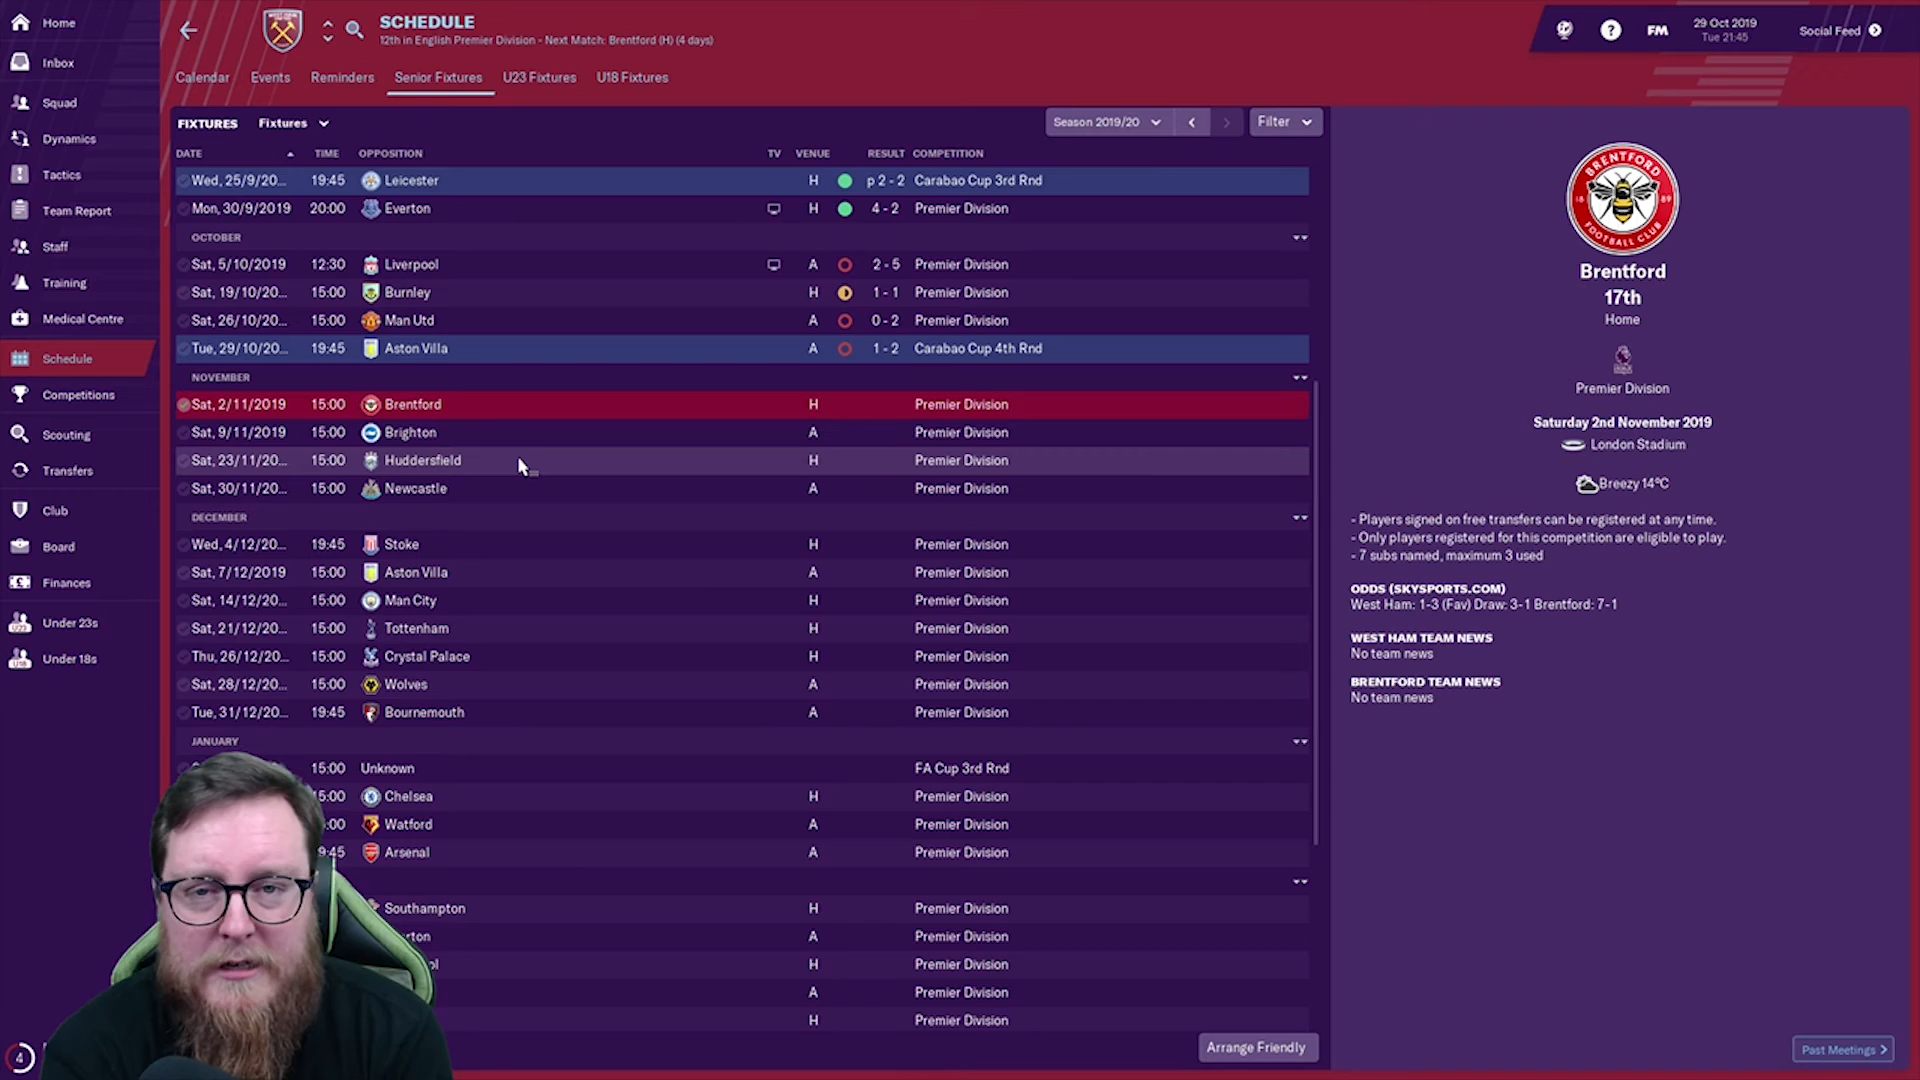 Home
Inbox
Squad
Dynamics
Tactics
Team Report
Staff
Training
Medical Centre
Schedule
Competitions
Scouting
Transfers
Club
Board
Finances
Under 23s
Under 18s
4
SCHEDULE
12th in English Premier Division - Next Match: Brentford (H) (4 days)
FM
29 Oct 2019
Tue 21:45
Social Feed
Calendar Events Reminders Senior Fixtures U23 Fixtures U18 Fixtures
FIXTURES Fixtures Season 2019/20 Filter
DATE TIME OPPOSITION TV VENUE RESULT COMPETITION
Wed, 25/9/20... 19:45 Leicester H p 2 - 2 Carabao Cup 3rd Rnd
Mon, 30/9/2019 20:00 Everton H 4 - 2 Premier Division
OCTOBER
Sat, 5/10/2019 12:30 Liverpool A 2 - 5 Premier Division
Sat, 19/10/20... 15:00 Burnley H 1 - 1 Premier Division
Sat, 26/10/20... 15:00 Man Utd A 0 - 2 Premier Division
Tue, 29/10/20... 19:45 Aston Villa A 1 - 2 Carabao Cup 4th Rnd
NOVEMBER
Sat, 2/11/2019 15:00 Brentford H Premier Division
Sat, 9/11/2019 15:00 Brighton A Premier Division
Sat, 23/11/20... 15:00 Huddersfield H Premier Division
Sat, 30/11/20... 15:00 Newcastle A Premier Division
DECEMBER
Wed, 4/12/20... 19:45 Stoke H Premier Division
Sat, 7/12/2019 15:00 Aston Villa A Premier Division
Sat, 14/12/20... 15:00 Man City H Premier Division
Sat, 21/12/20... 15:00 Tottenham H Premier Division
Thu, 26/12/20... 15:00 Crystal Palace H Premier Division
Sat, 28/12/20... 15:00 Wolves A Premier Division
Tue, 31/12/20... 19:45 Bournemouth A Premier Division
JANUARY
15:00 Unknown FA Cup 3rd Rnd
15:00 Chelsea H Premier Division
:00 Watford A Premier Division
9:45 Arsenal A Premier Division
Southampton H Premier Division
rton A Premier Division
ol H Premier Division
A Premier Division
H Premier Division
Arrange Friendly
BRENTFORD
FOOTBALL CLUB
18 89
Brentford
17th
Home
Premier Division
Saturday 2nd November 2019
London Stadium
Breezy 14°C
- Players signed on free transfers can be registered at any time.
- Only players registered for this competition are eligible to play.
- 7 subs named, maximum 3 used
ODDS (SKYSPORTS.COM)
West Ham: 1-3 (Fav) Draw: 3-1 Brentford: 7-1
WEST HAM TEAM NEWS
No team news
BRENTFORD TEAM NEWS
No team news
Past Meetings